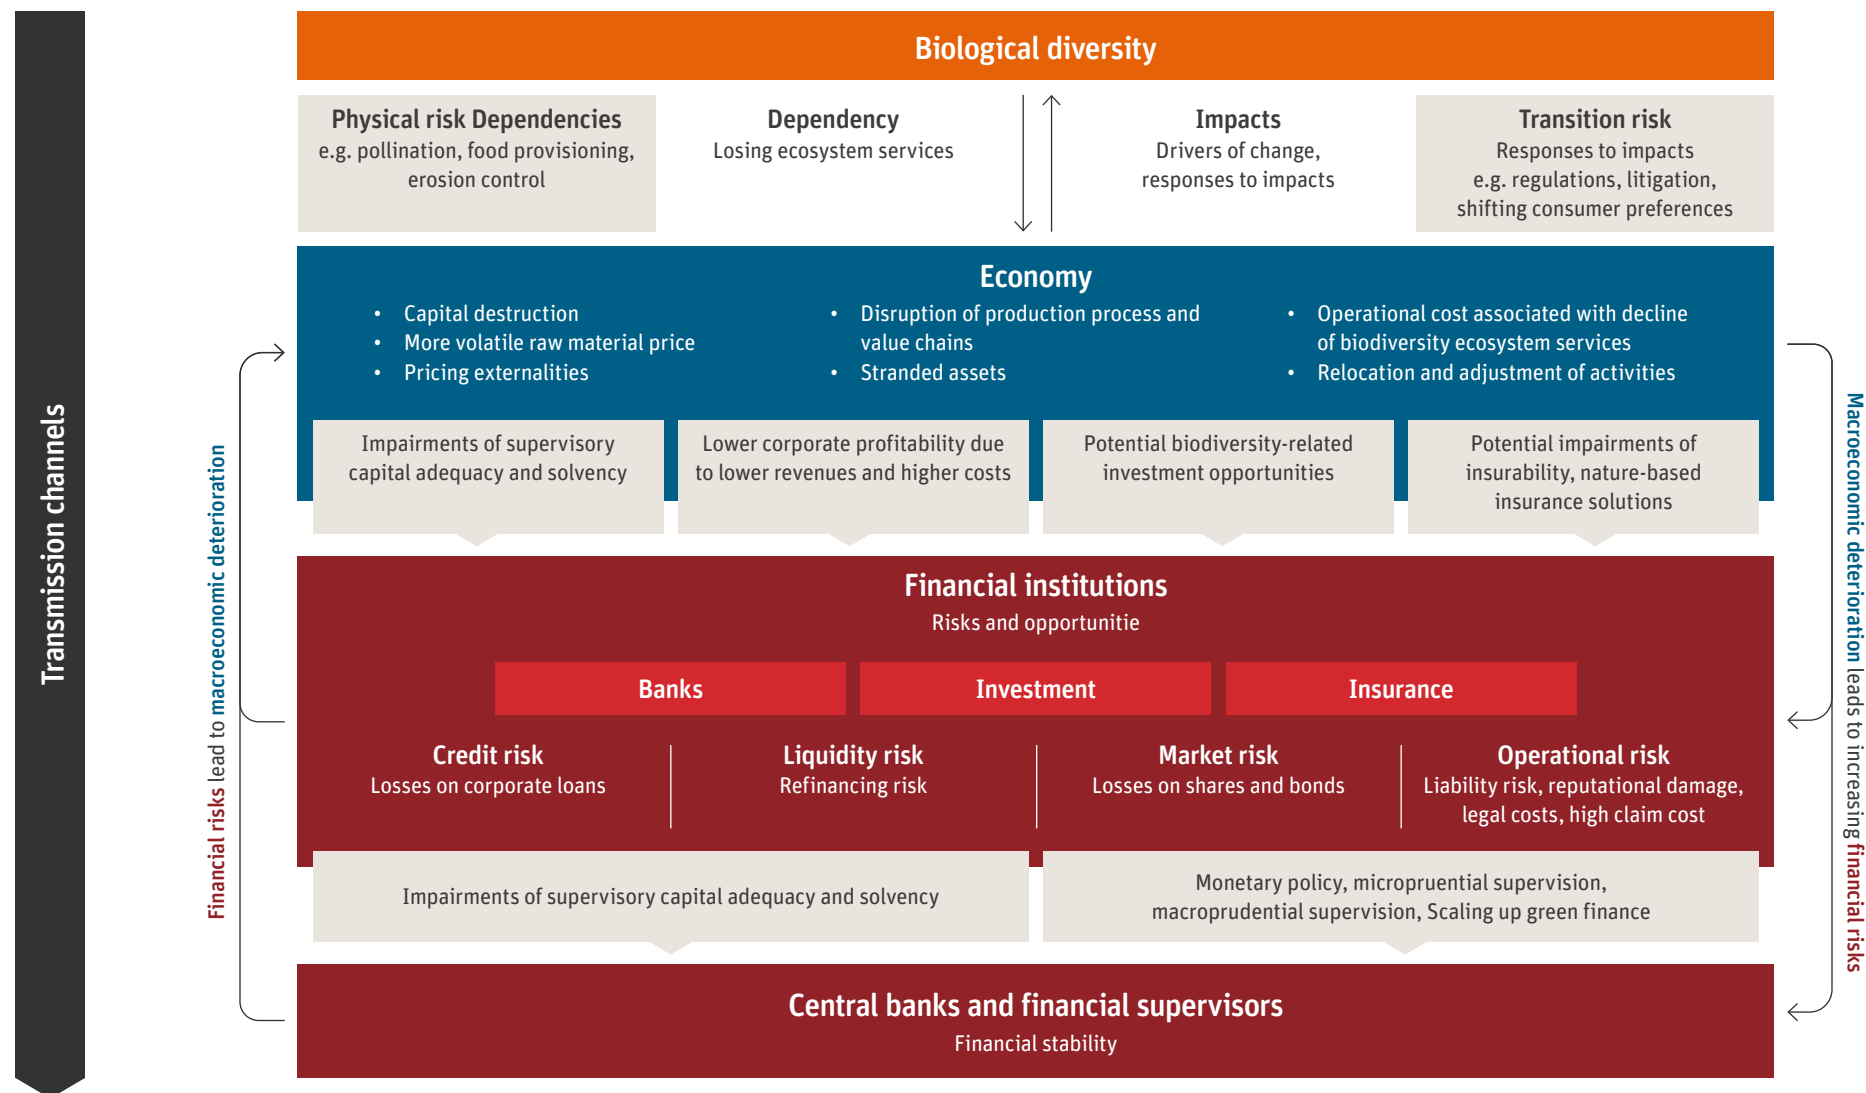 Transmission channels
Biological diversity
Physical risk Dependencies
e.g. pollination, food provisioning,
erosion control
Dependency
Losing ecosystem services
Impacts
Drivers of change,
responses to impacts
Transition risk
Responses to impacts
e.g. regulations, litigation,
shifting consumer preferences
Economy
• Capital destruction
• More volatile raw material price
• Pricing externalities
• Disruption of production process and
value chains
• Stranded assets
• Operational cost associated with decline
of biodiversity ecosystem services
• Relocation and adjustment of activities
Impairments of supervisory
capital adequacy and solvency
Lower corporate profitability due
to lower revenues and higher costs
Potential biodiversity-related
investment opportunities
Potential impairments of
insurability, nature-based
insurance solutions
Financial risks lead to macroeconomic deterioration
Macroeconomic deterioration leads to increasing financial risks
Financial institutions
Risks and opportunitie
Banks
Investment
Insurance
Credit risk
Losses on corporate loans
Liquidity risk
Refinancing risk
Market risk
Losses on shares and bonds
Operational risk
Liability risk, reputational damage,
legal costs, high claim cost
Impairments of supervisory capital adequacy and solvency
Monetary policy, micropruential supervision,
macroprudential supervision, Scaling up green finance
Central banks and financial supervisors
Financial stability